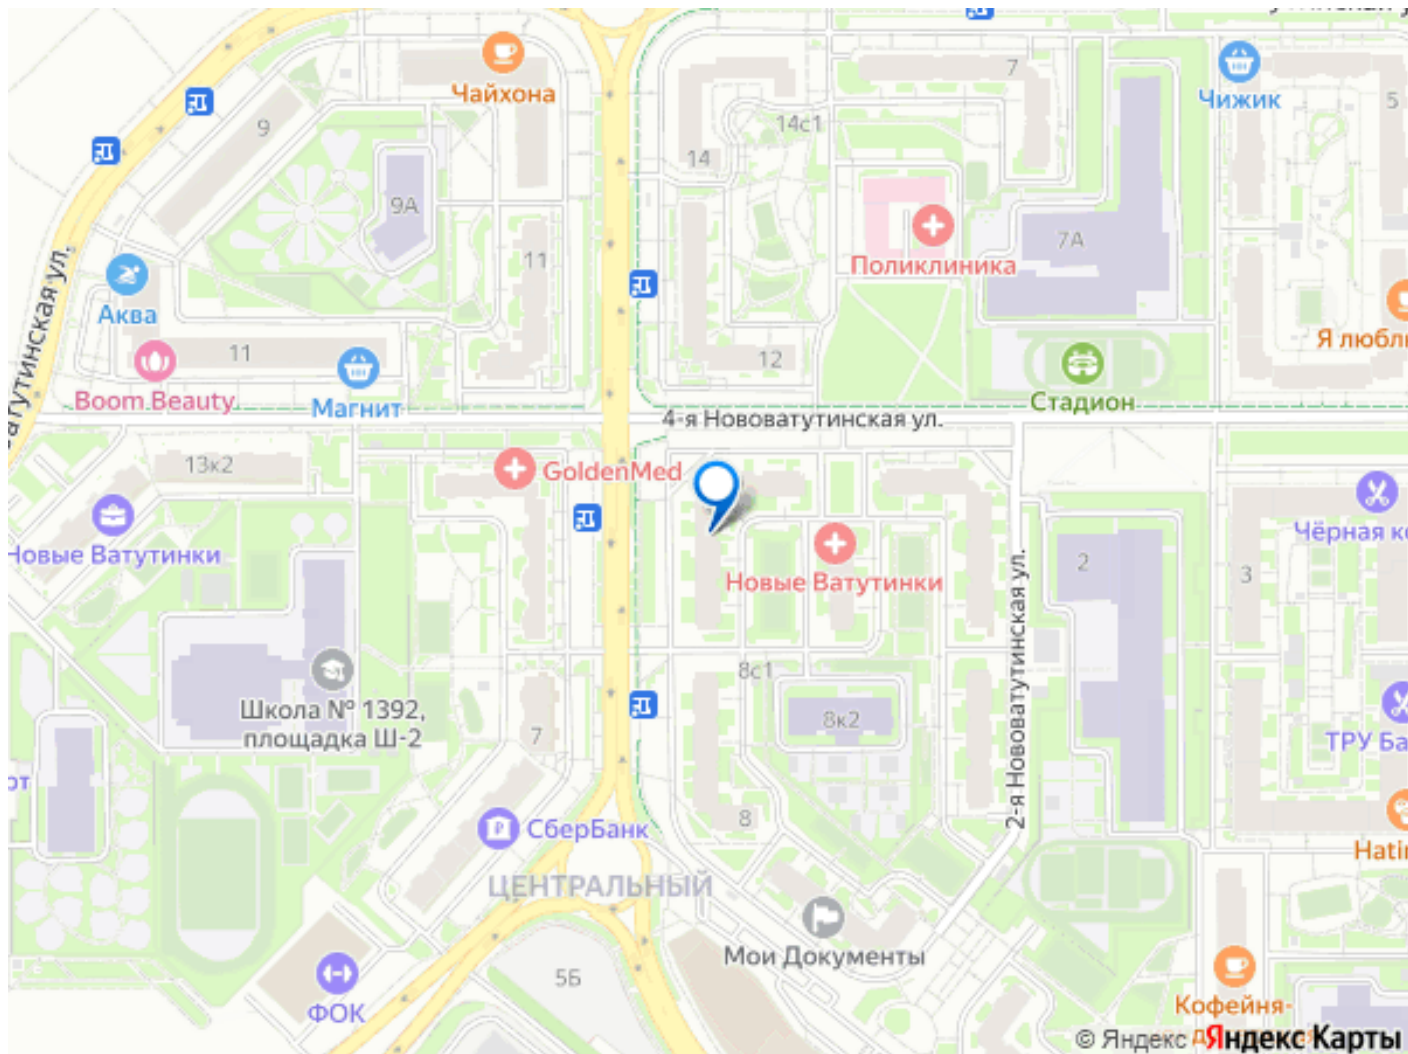 Чайхона
7
Чижик
5
9
14с1
14
9А
11
7А
Поликлиника
Аква
Я любл
11
12
Boom Beauty
Магнит
Стадион
4-я Нововатутинская ул.
13к2
GoldenMed
Новые Ватутинки
Чёрная к
Новые Ватутинки
2
3
2-я Нововатутинская ул.
8с1
Школа № 1392,
площадка Ш-2
8к2
7
ТРУ Ба
от
8
СберБанк
Hati
ЦЕНТРАЛЬНЫЙ
Мои Документы
5Б
ФОК
Кофейня-
© Яндекс Яндекс Карты